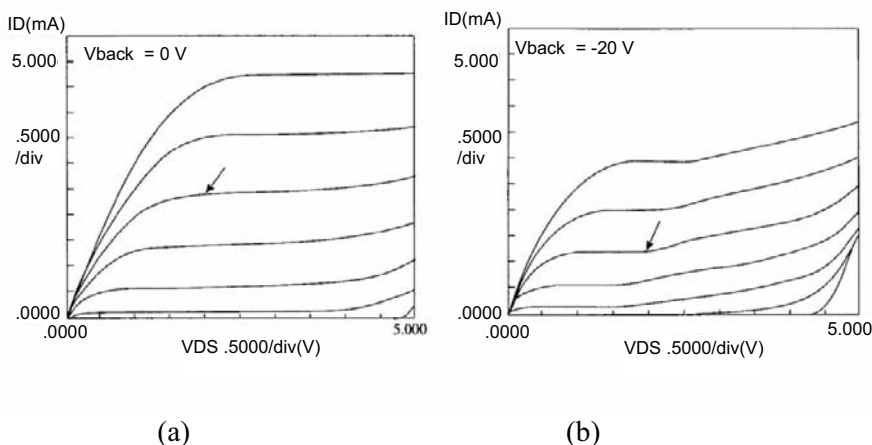 ID(mA)
Vback = 0 V
5.000
.5000
/div
.0000
.0000
5.000
VDS .5000/div(V)
(a)
ID(mA)
Vback = -20 V
5.000
.5000
/div
.0000
.0000
5.000
VDS .5000/div(V)
(b)